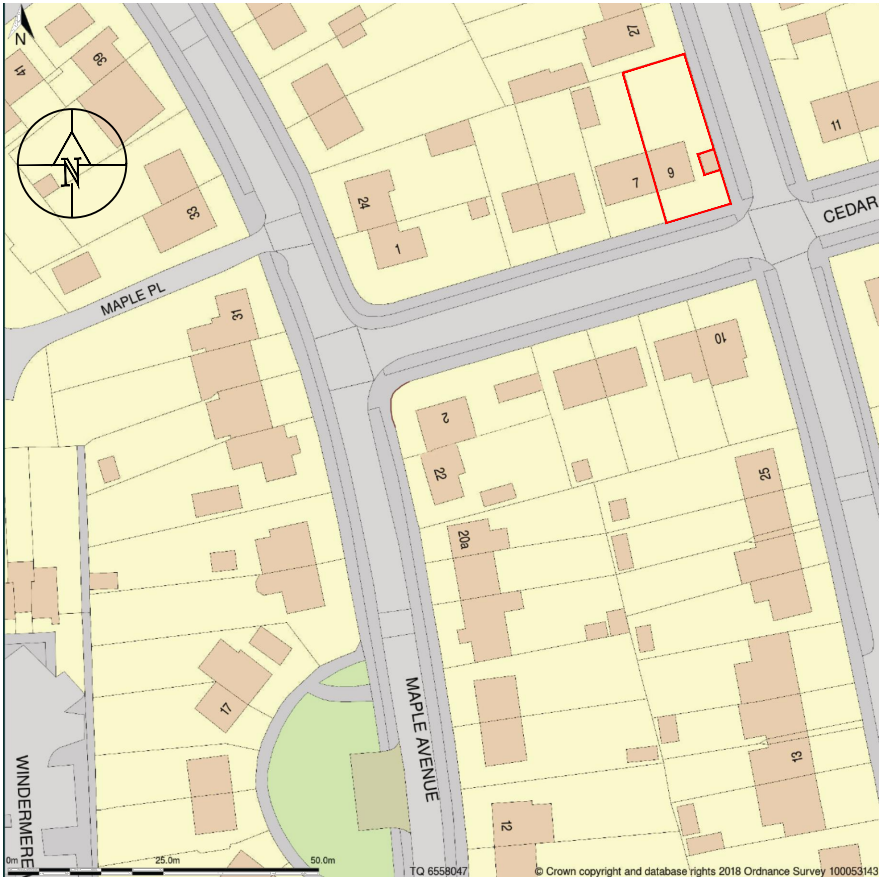 N
41
39
27
11
N
24
33
7
9
1
CEDAR
MAPLE PL
31
10
2
22
25
20a
17
MAPLE AVENUE
13
12
WINDERMERE
0m
25.0m
50.0m
TQ 6558047
© Crown copyright and database rights 2018 Ordnance Survey 100053143